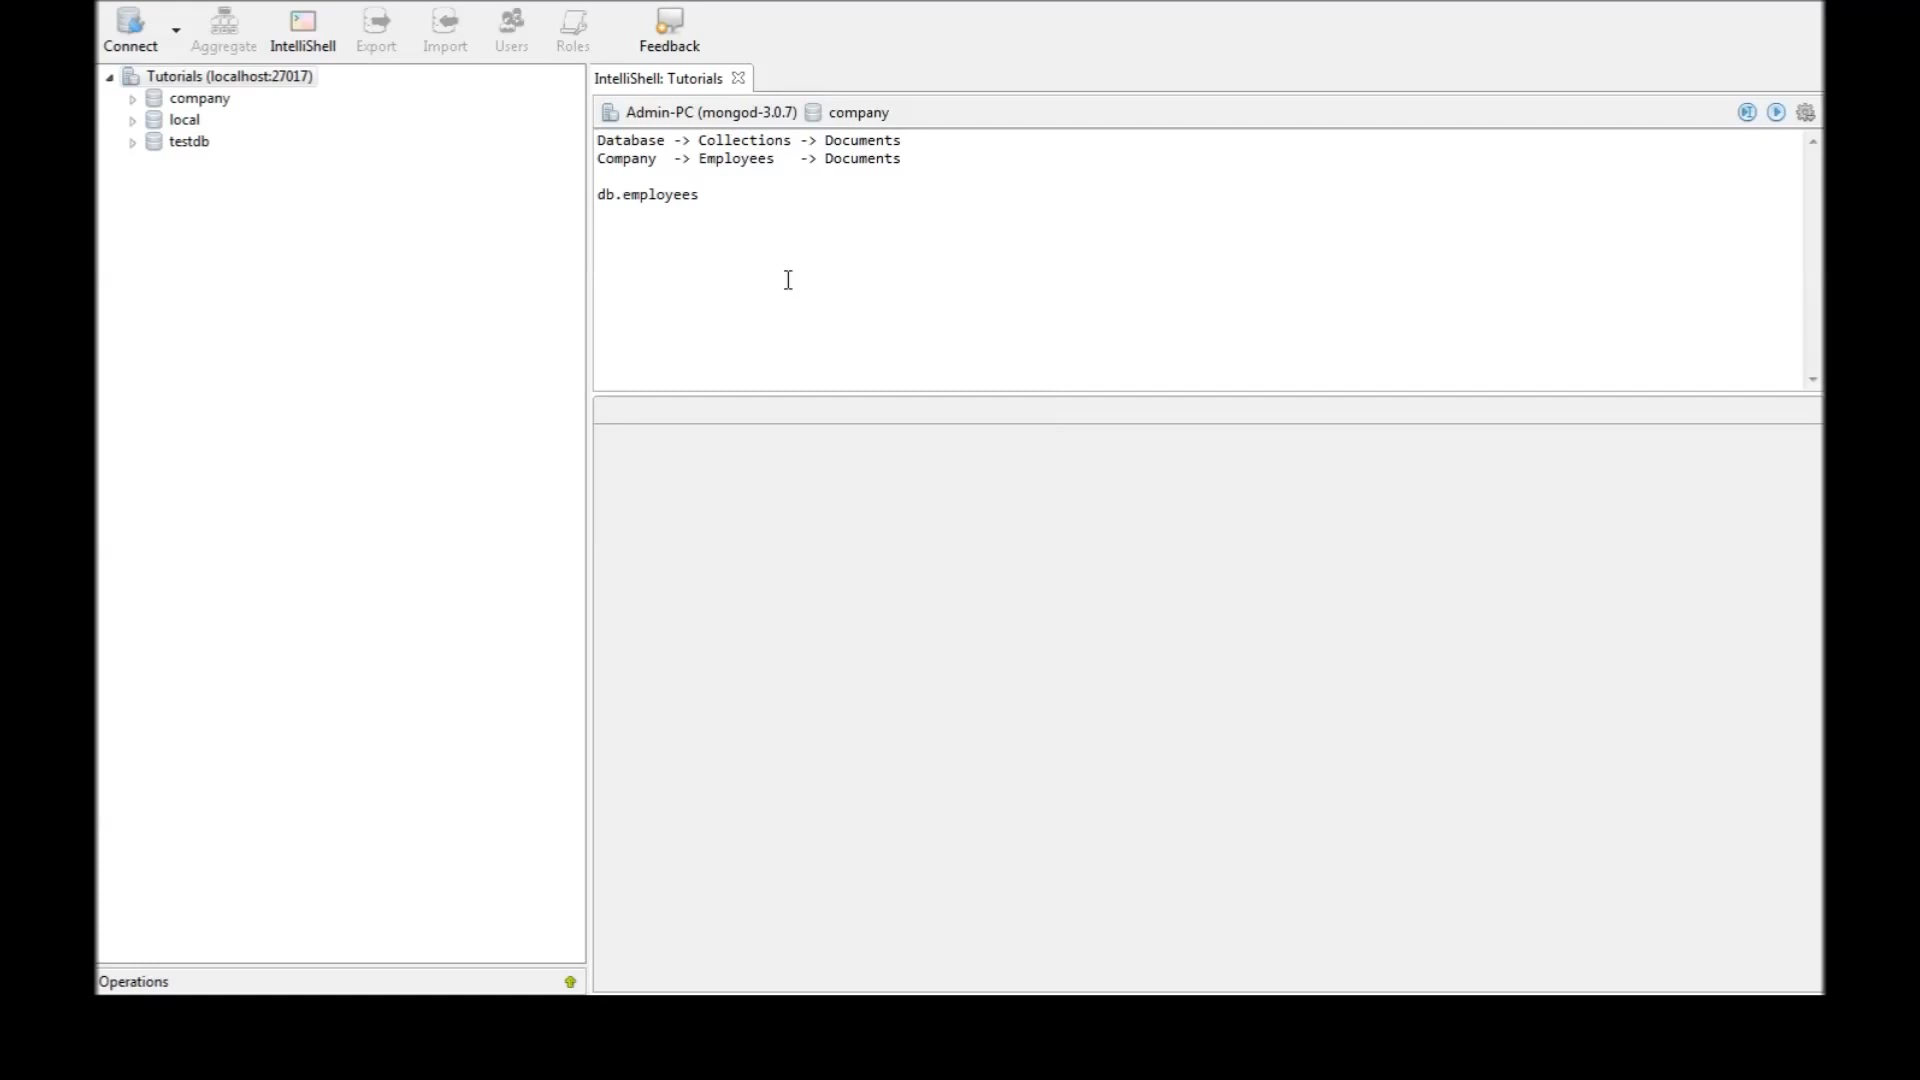 Connect
Aggregate
IntelliShell
Export
Import
Users
Roles
Feedback
Tutorials (localhost:27017)
company
local
testdb
Operations
IntelliShell: Tutorials
Admin-PC (mongod-3.0.7) company
Database -> Collections -> Documents
Company -> Employees -> Documents
db.employees